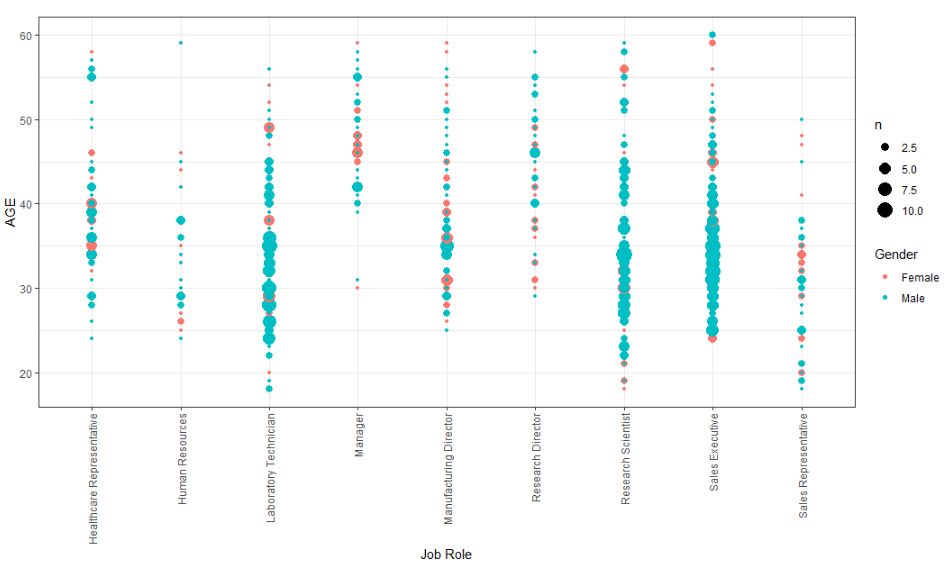 60
50
40
30
20
AGE
Healthcare Representative
Human Resources
Laboratory Technician
Manager
Manufacturing Director
Research Director
Research Scientist
Sales Executive
Sales Representative
Job Role
n
2.5
5.0
7.5
10.0
Gender
Female
Male